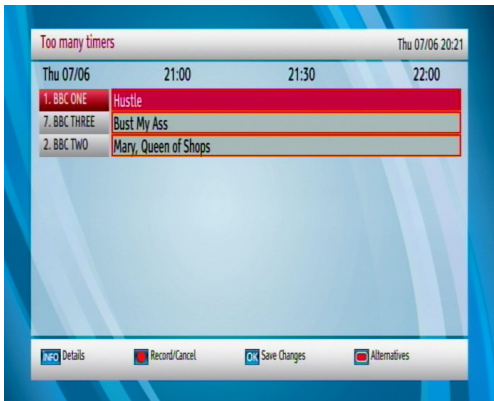 Too many timers Thu 07/06 20:21
Thu 07/06 21:00 21:30 22:00
1. BBC ONE Hustle
7. BBC THREE Bust My Ass
2. BBC TWO Mary, Queen of Shops
INFO Details Record/Cancel OK Save Changes Alternatives